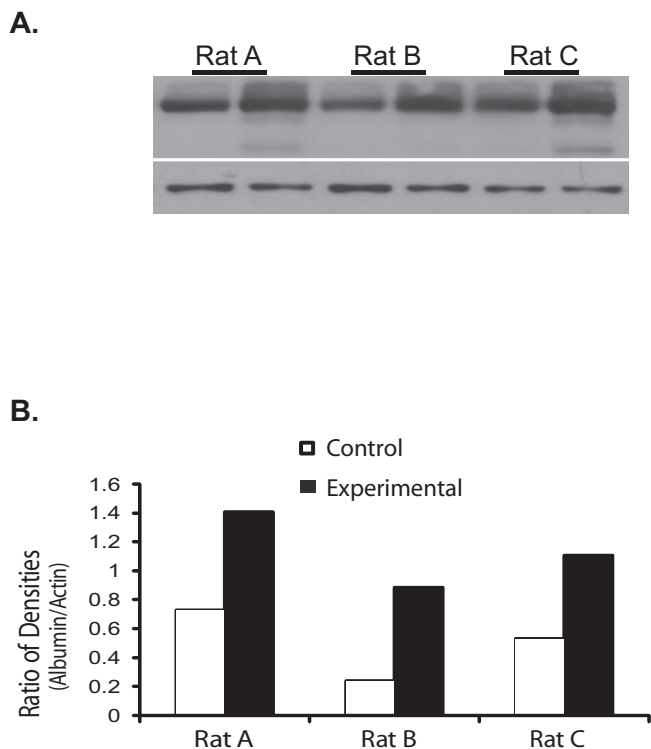 A.
Rat A Rat B Rat C
B.
Control
Experimental
Ratio of Densities
(Albumin/Actin)
1.6
1.4
1.2
1
0.8
0.6
0.4
0.2
0
Rat A Rat B Rat C